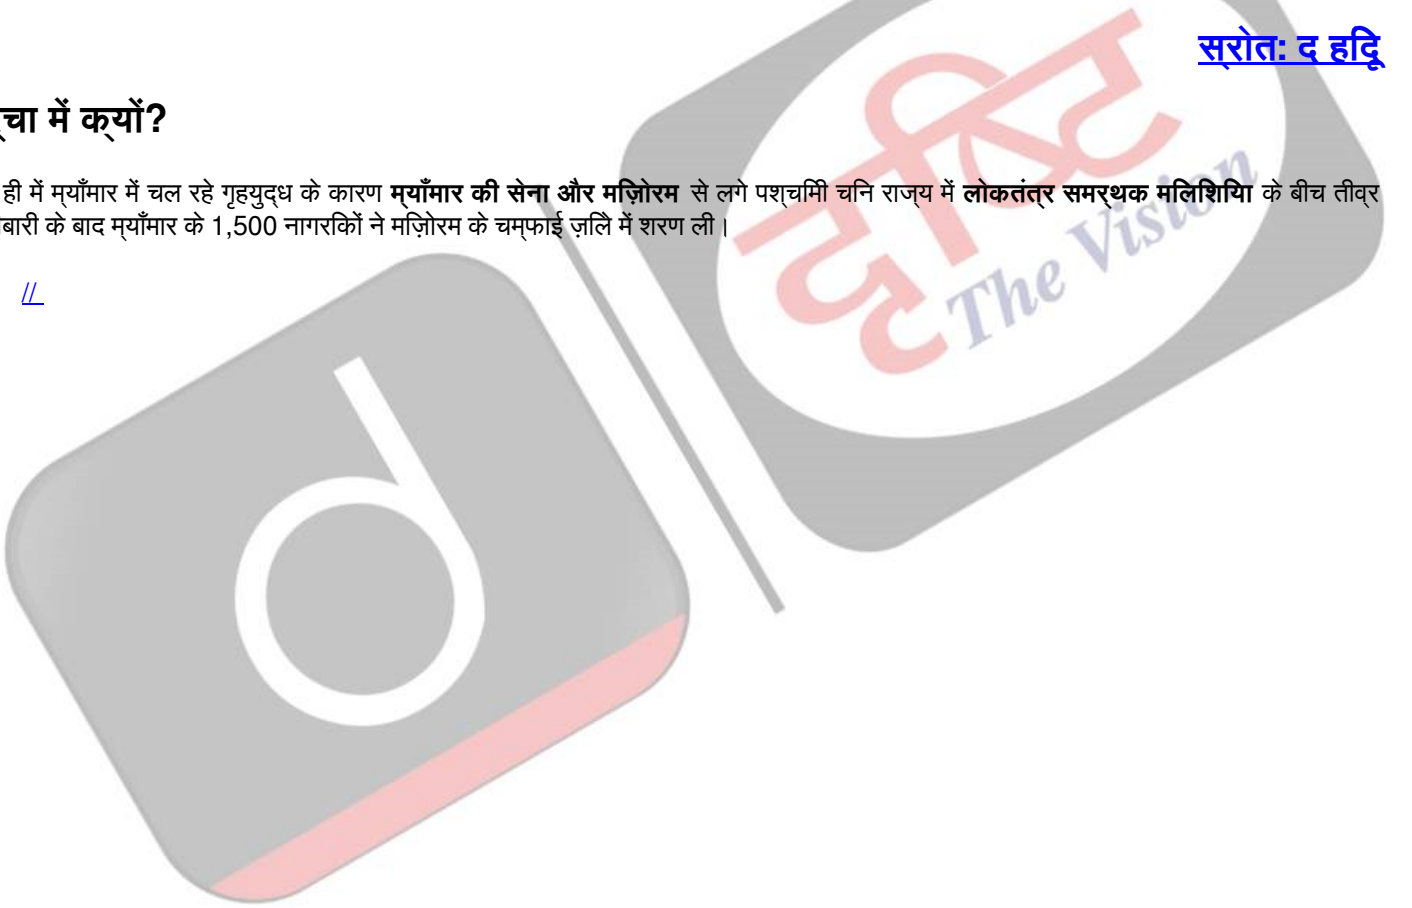 स्रोत: द हिंदू
में क्यों?
ही में म्याँमार में चल रहे गृहयुद्ध के कारण म्याँमार की सेना और मिज़ोरम से लगे पश्चिमी चिन राज्य में लोकतंत्र समर्थक मिलिशिया के बीच तीव्र
के बाद म्याँमार के 1,500 नागरिकों ने मिज़ोरम के चम्फाई ज़िले में शरण ली।
//
दृष्टि
The Vision
d